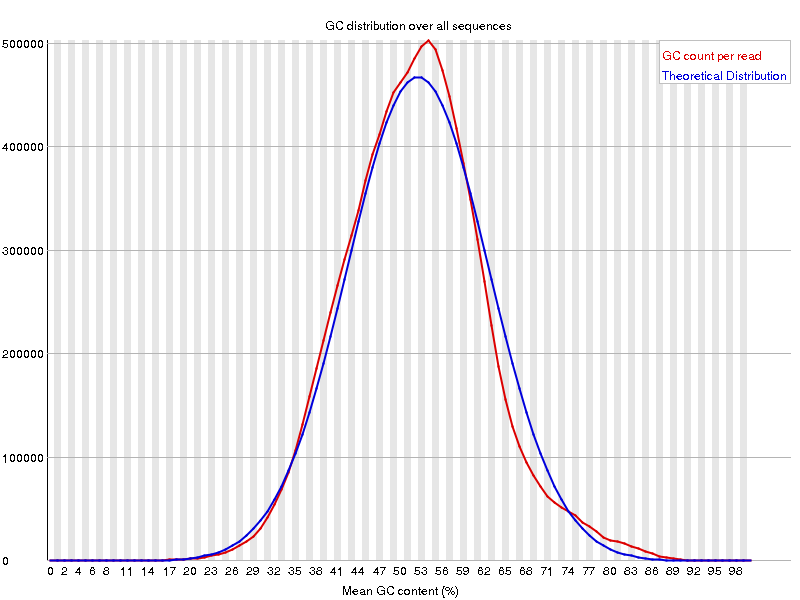 GC distribution over all sequences
GC count per read
Theoretical Distribution
500000
400000
300000
200000
100000
0
0 2 4 6 8 11 14 17 20 23 26 29 32 35 38 41 44 47 50 53 56 59 62 65 68 71 74 77 80 83 86 89 92 95 98
Mean GC content (%)